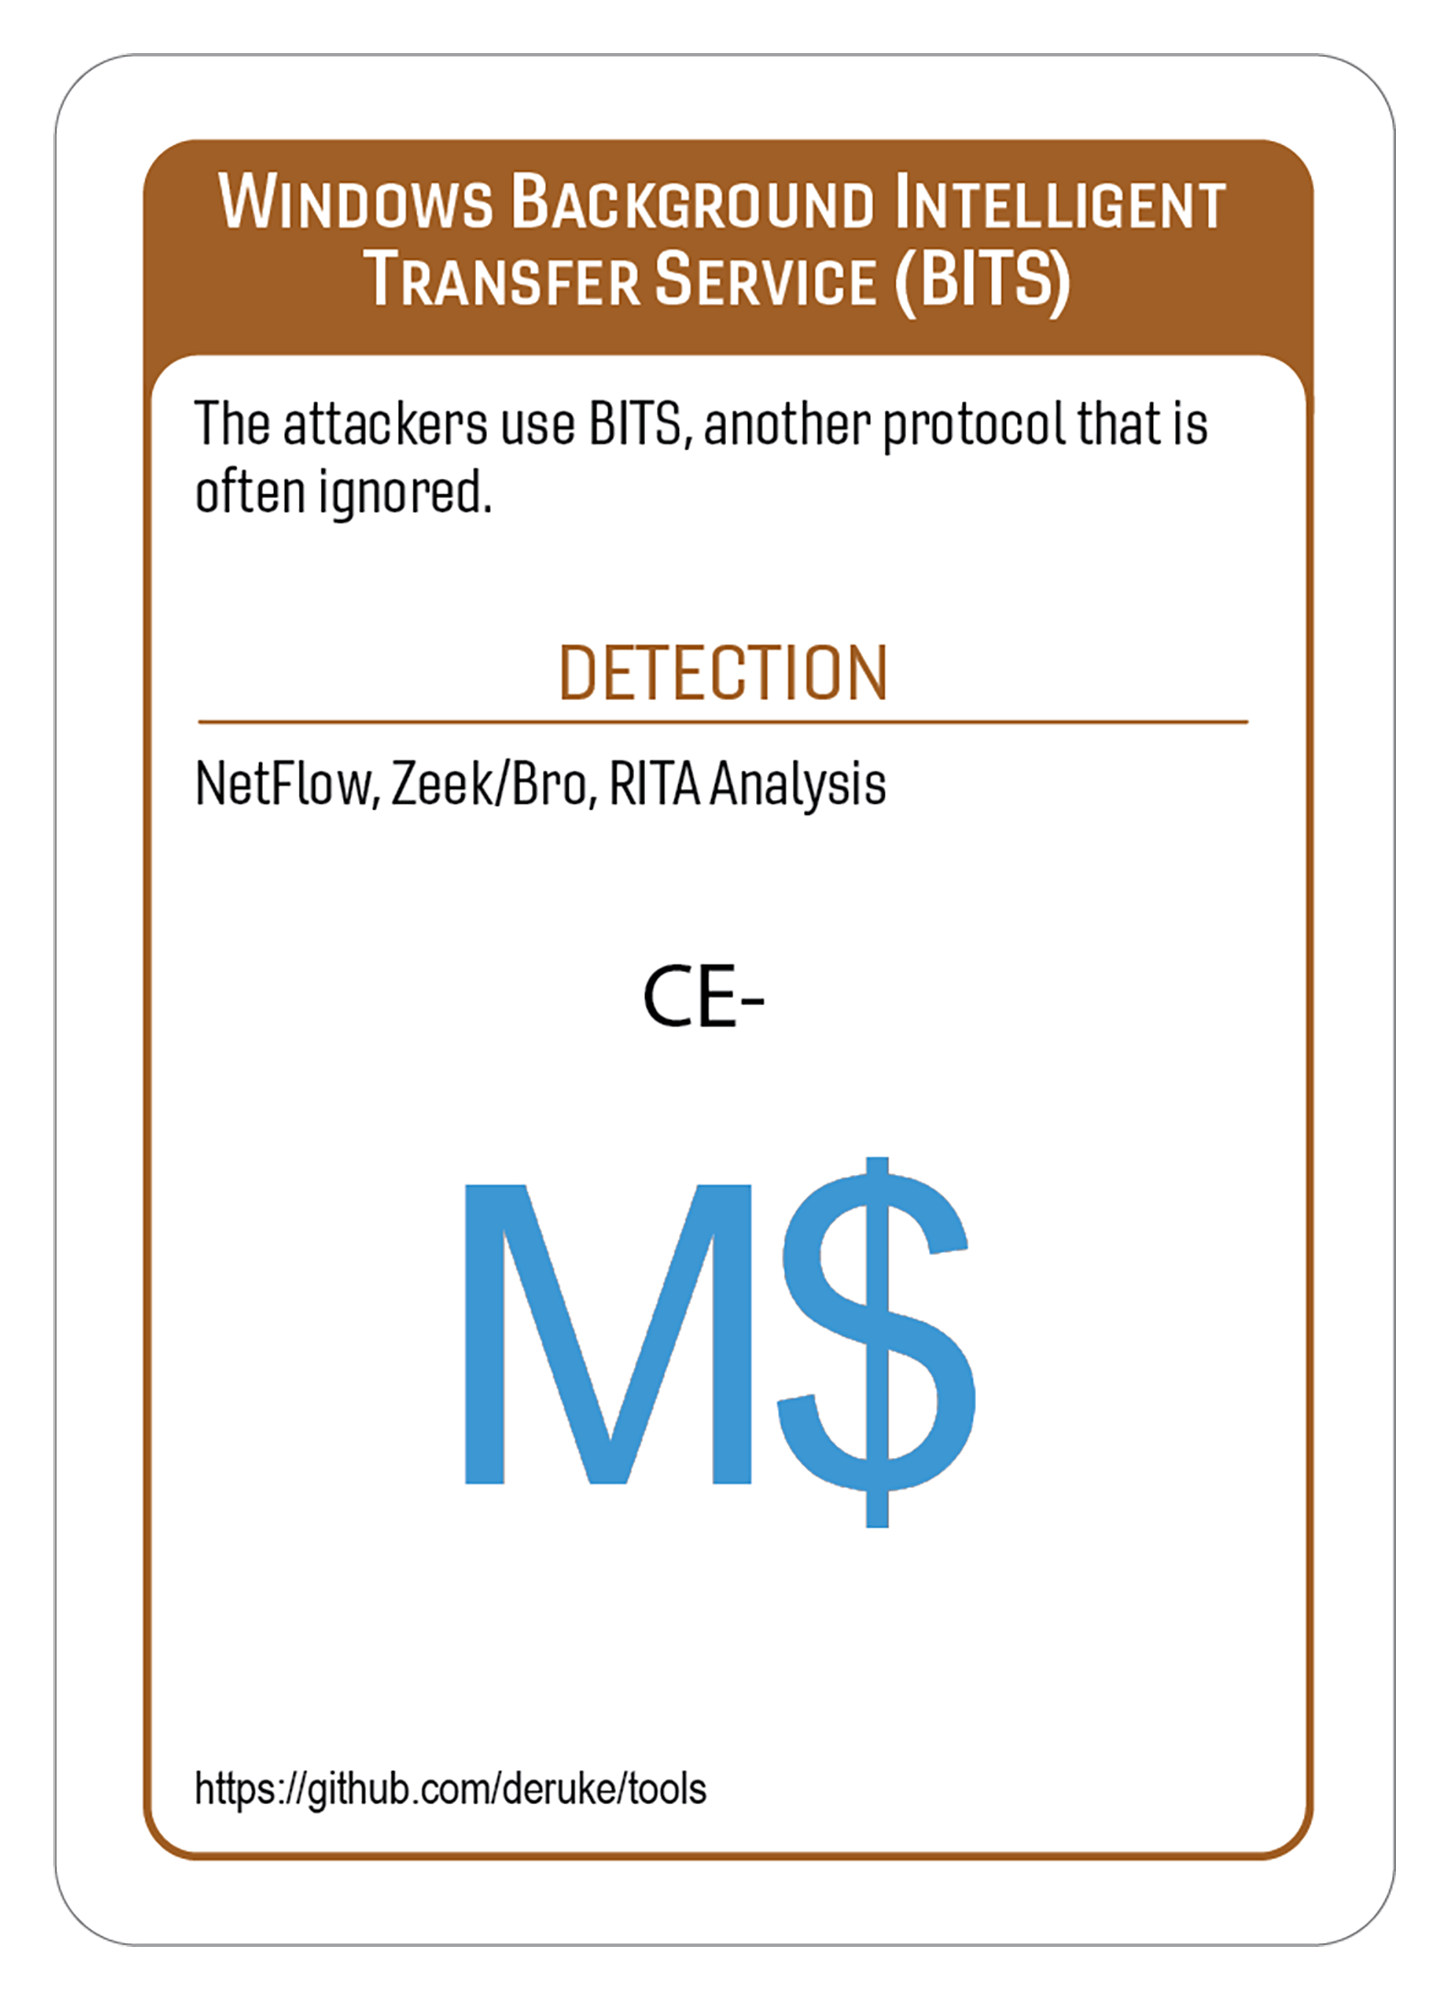 Windows Background Intelligent
Transfer Service (BITS)
The attackers use BITS, another protocol that is
often ignored.
DETECTION
NetFlow, Zeek/Bro, RITA Analysis
CE-
M$
https://github.com/deruke/tools